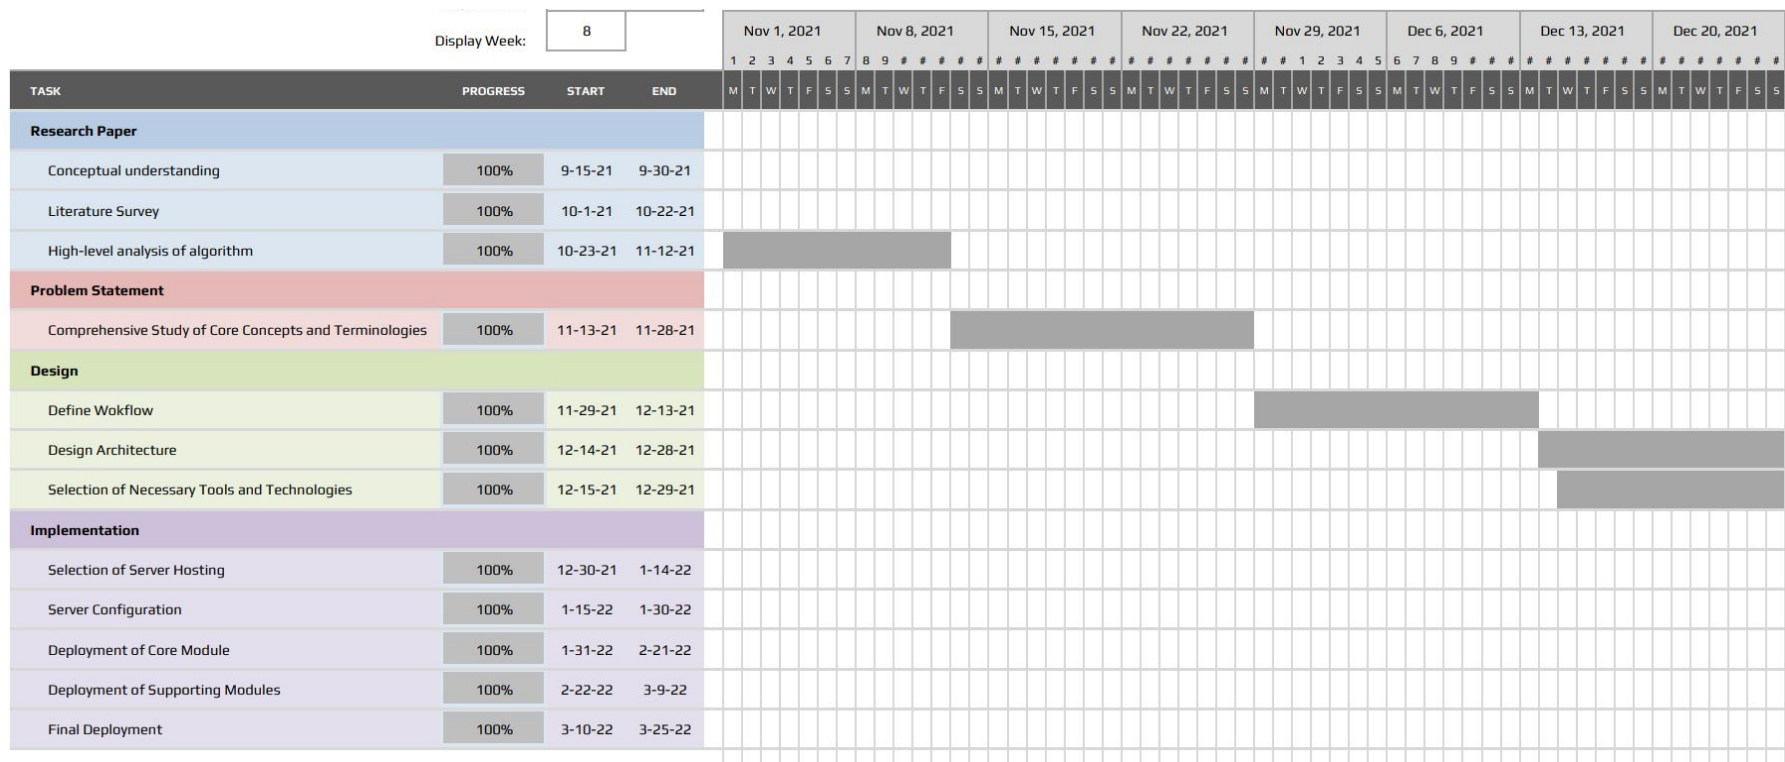 Display Week: 8
Nov 1, 2021 Nov 8, 2021 Nov 15, 2021 Nov 22, 2021 Nov 29, 2021 Dec 6, 2021 Dec 13, 2021 Dec 20, 2021
1 2 3 4 5 6 7 8 9 # # # # # # # # # # # # # # # # # # # # # 1 2 3 4 5 6 7 8 9 # # # # # # # # # # # # # # # # #
TASK PROGRESS START END M T W T F S S M T W T F S S M T W T F S S M T W T F S S M T W T F S S M T W T F S S M T W T F S S M T W T F S S
Research Paper
Conceptual understanding 100% 9-15-21 9-30-21
Literature Survey 100% 10-1-21 10-22-21
High-level analysis of algorithm 100% 10-23-21 11-12-21
Problem Statement
Comprehensive Study of Core Concepts and Terminologies 100% 11-13-21 11-28-21
Design
Define Wokflow 100% 11-29-21 12-13-21
Design Architecture 100% 12-14-21 12-28-21
Selection of Necessary Tools and Technologies 100% 12-15-21 12-29-21
Implementation
Selection of Server Hosting 100% 12-30-21 1-14-22
Server Configuration 100% 1-15-22 1-30-22
Deployment of Core Module 100% 1-31-22 2-21-22
Deployment of Supporting Modules 100% 2-22-22 3-9-22
Final Deployment 100% 3-10-22 3-25-22